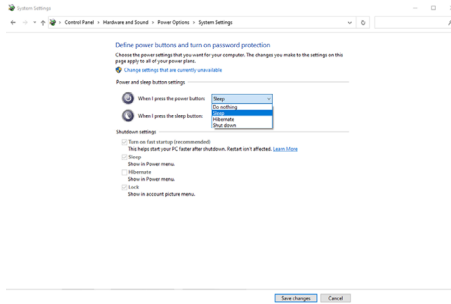 System Settings
Control Panel > Hardware and Sound > Power Options > System Settings
Define power buttons and turn on password protection
Choose the power settings that you want for your computer. The changes you make to the settings on this
page apply to all of your power plans.
Change settings that are currently unavailable
Power and sleep button settings
When I press the power button: Sleep
Do nothing
Sleep
Hibernate
Shut down
When I press the sleep button:
Shutdown settings
Turn on fast startup (recommended)
This helps start your PC faster after shutdown. Restart isn't affected. Learn More
Sleep
Show in Power menu.
Hibernate
Show in Power menu.
Lock
Show in account picture menu.
Save changes Cancel